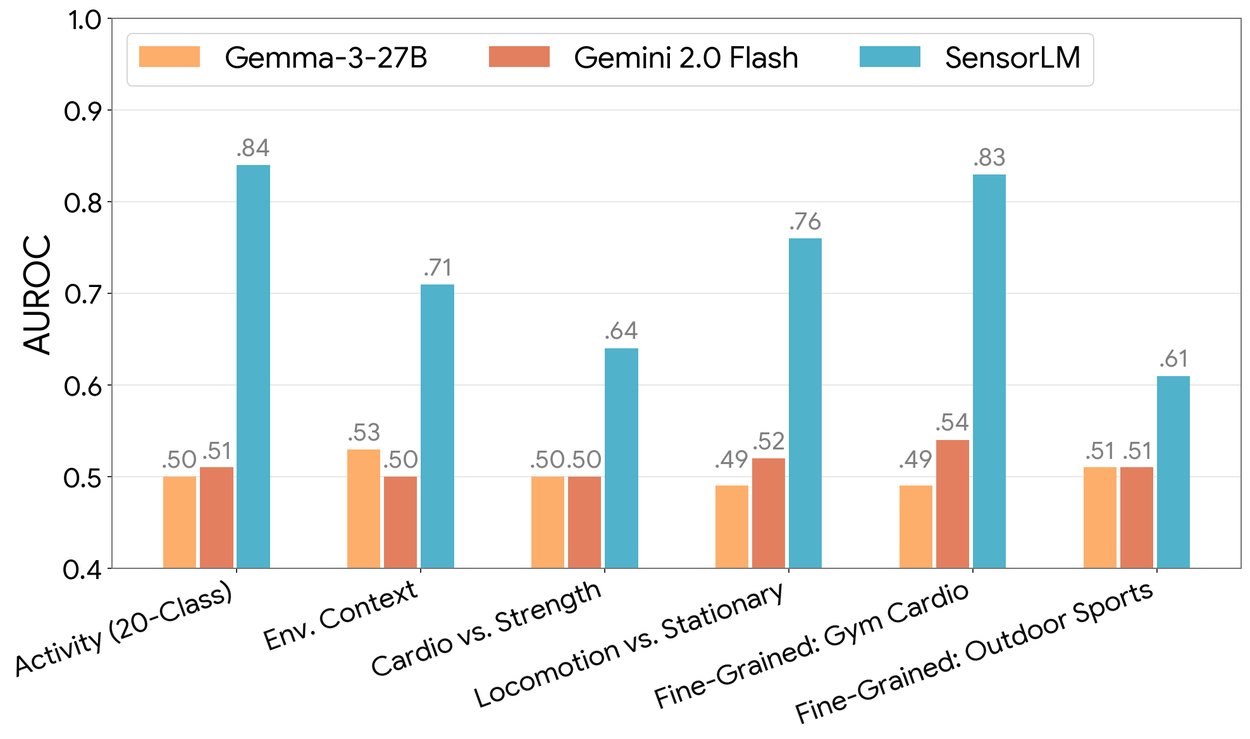 Gemma-3-27B Gemini 2.0 Flash SensorLM
AUROC
1.0
0.9
0.8
0.7
0.6
0.5
0.4
.50 .51 .84
.53 .50 .71
.50 .50 .64
.49 .52 .76
.49 .54 .83
.51 .51 .61
Activity (20-Class)
Env. Context
Cardio vs. Strength
Locomotion vs. Stationary
Fine-Grained: Gym Cardio
Fine-Grained: Outdoor Sports